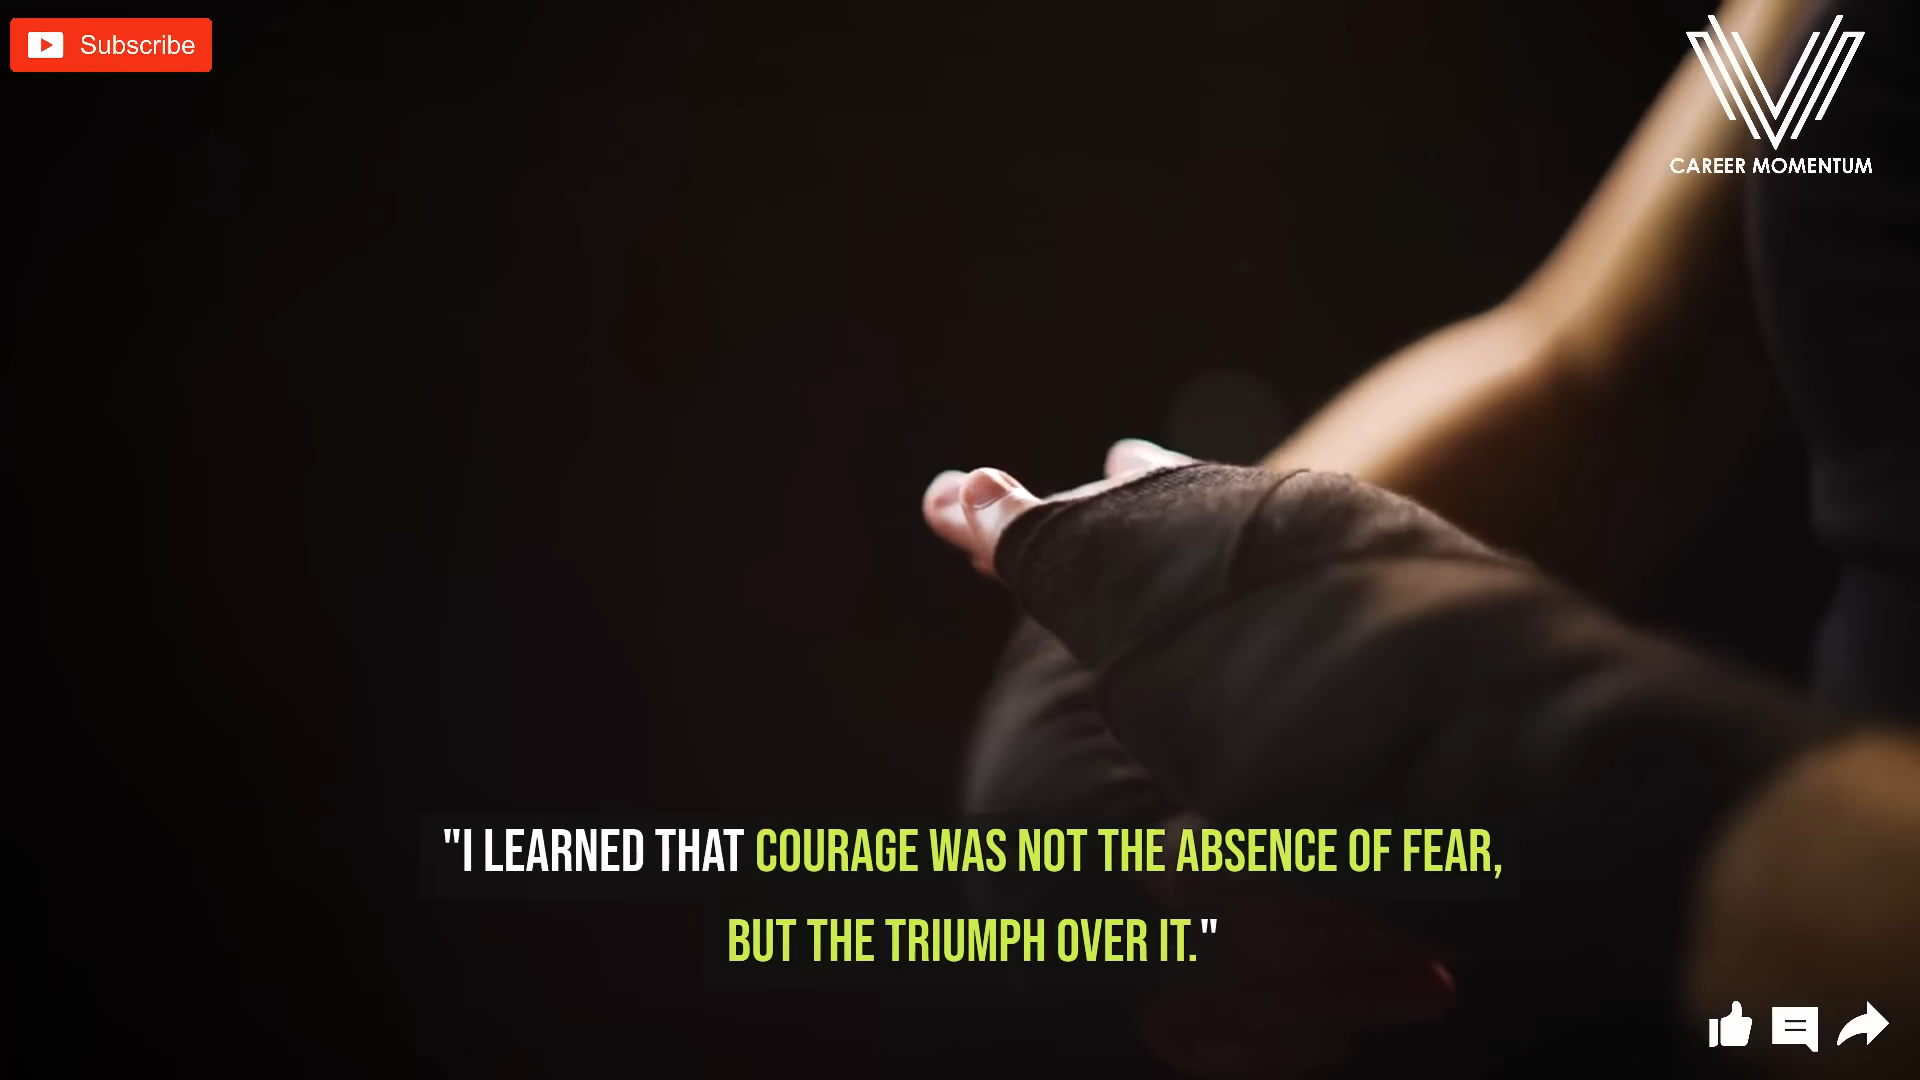 Subscribe
CAREER MOMENTUM
"I LEARNED THAT COURAGE WAS NOT THE ABSENCE OF FEAR,
BUT THE TRIUMPH OVER IT."